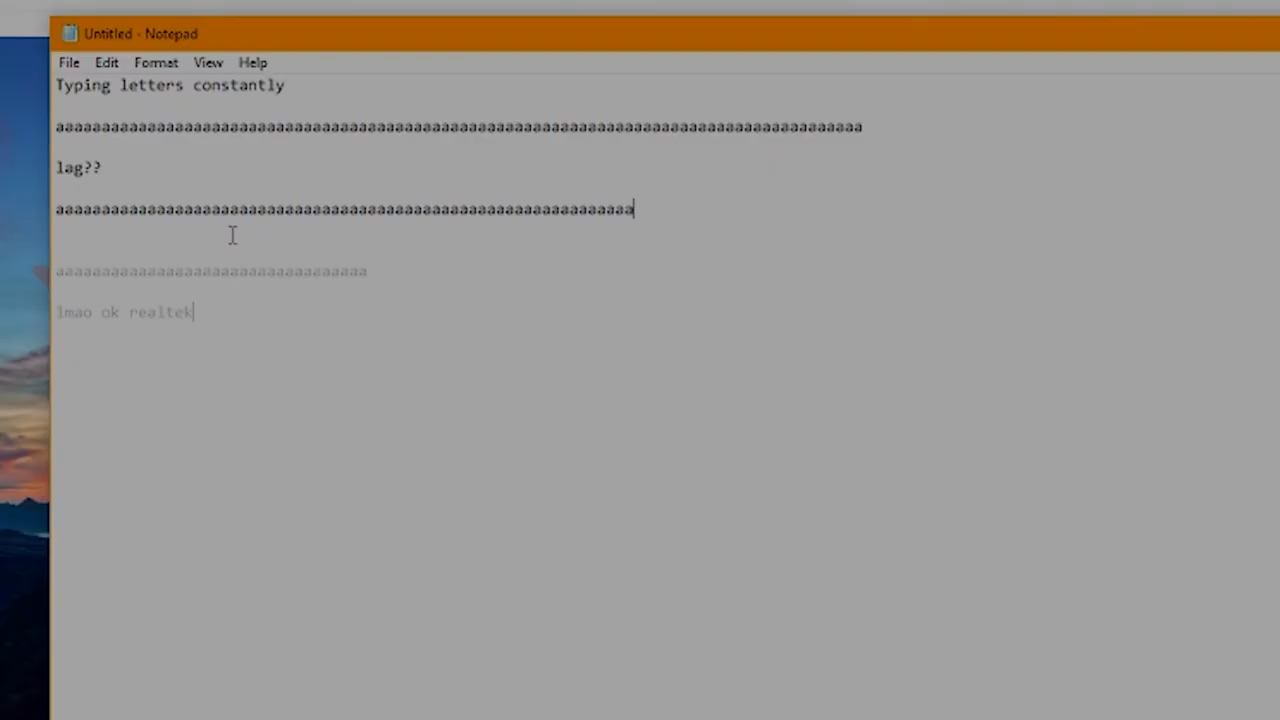 Untitled - Notepad
File Edit Format View Help
Typing letters constantly
aaaaaaaaaaaaaaaaaaaaaaaaaaaaaaaaaaaaaaaaaaaaaaaaaaaaaaaaaaaaaaaaaaaaaaaaaaaaaaaaaaaaaaaa
lag??
aaaaaaaaaaaaaaaaaaaaaaaaaaaaaaaaaaaaaaaaaaaaaaaaaaaaaaaaaaaaaaa
aaaaaaaaaaaaaaaaaaaaaaaaaaaaaaaaaa
lmao ok realtek